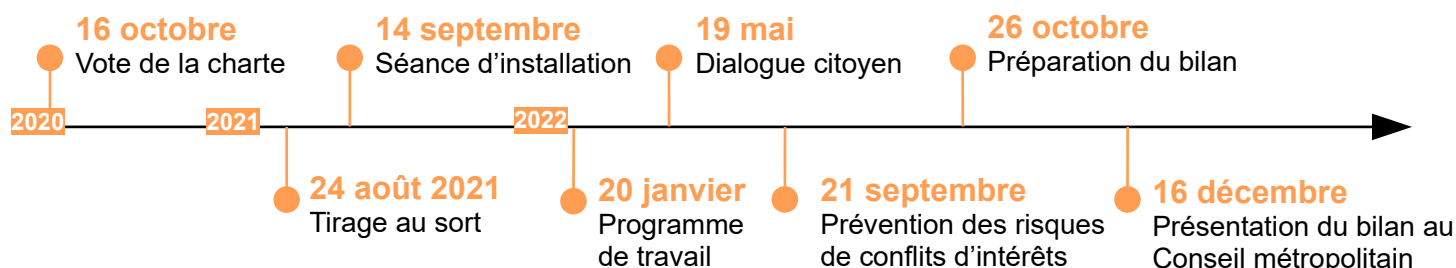 16 octobre
Vote de la charte
14 septembre
Séance d’installation
19 mai
Dialogue citoyen
26 octobre
Préparation du bilan
2020
2021
2022
24 août 2021
Tirage au sort
20 janvier
Programme
de travail
21 septembre
Prévention des risques
de conflits d’intérêts
16 décembre
Présentation du bilan au
Conseil métropolitain